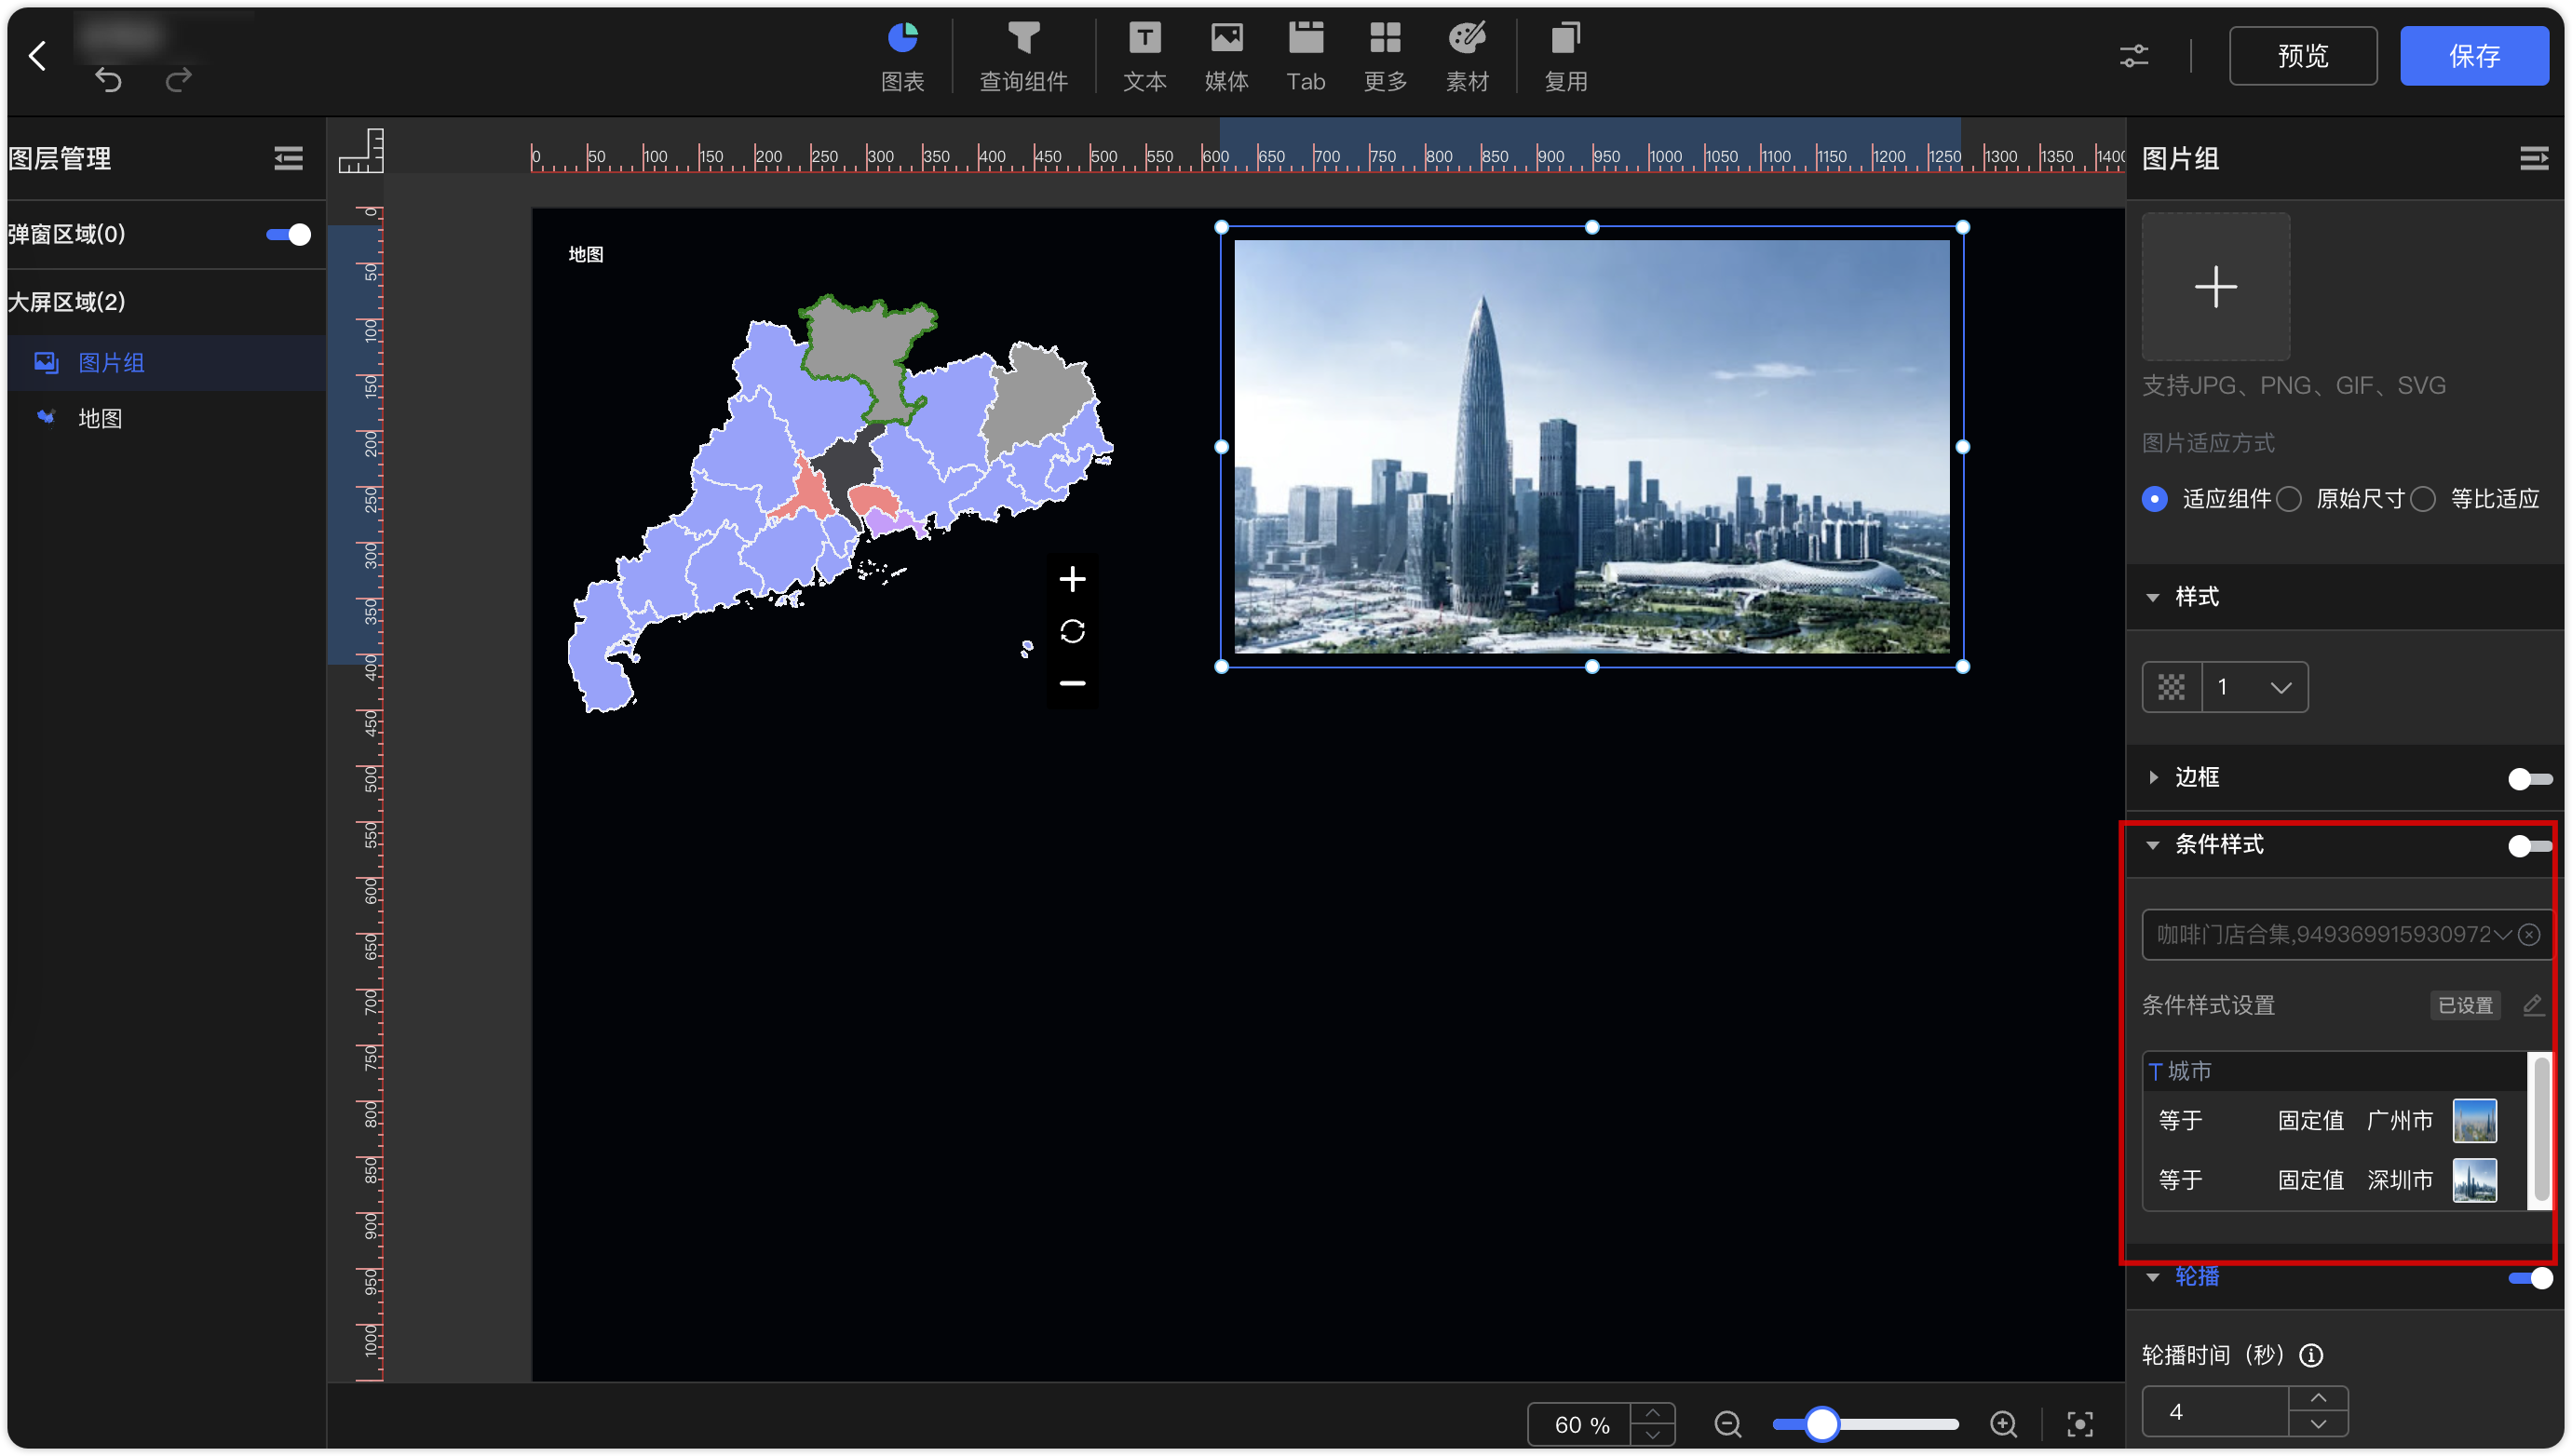 图表
查询组件
文本
媒体
Tab
更多
素材
复用
预览
保存
图层管理
弹窗区域(0)
大屏区域(2)
图片组
地图
0 50 100 150 200 250 300 350 400 450 500 550 600 650 700 750 800 850 900 950 1000 1050 1100 1150 1200 1250 1300 1350 1400
0
50
100
150
200
250
300
350
400
450
500
550
600
650
700
750
800
850
900
950
1000
地图
60 %
图片组
支持JPG、PNG、GIF、SVG
图片适应方式
适应组件 原始尺寸 等比适应
样式
1
边框
条件样式
咖啡门店合集,949369915930972
条件样式设置 已设置
T 城市
等于 固定值 广州市
等于 固定值 深圳市
轮播
轮播时间（秒）
4